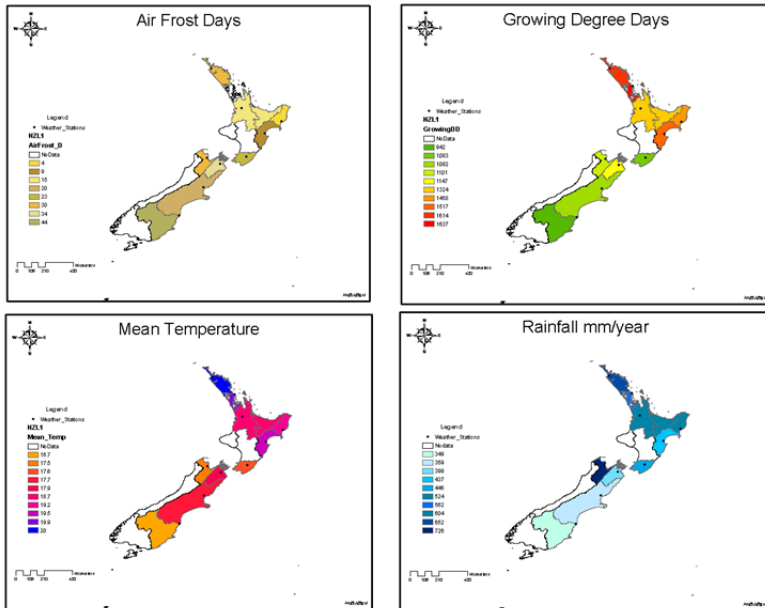 Air Frost Days
N
W E
S
Legend
• Weather_Stations
NZL1
AirFrost_D
NoData
4
9
15
20
23
30
34
44
Growing Degree Days
N
W E
S
Legend
• Weather_Stations
NZL1
GrowingDD
NoData
942
1083
1092
1101
1147
1324
1458
1517
1614
1637
Mean Temperature
N
W E
S
Legend
• Weather_Stations
NZL1
Mean_Temp
NoData
16.7
17.5
17.6
17.7
17.9
18.7
19.2
19.5
19.9
20
Rainfall mm/year
N
W E
S
Legend
• Weather_Stations
NoData
349
359
399
437
446
524
582
604
652
726